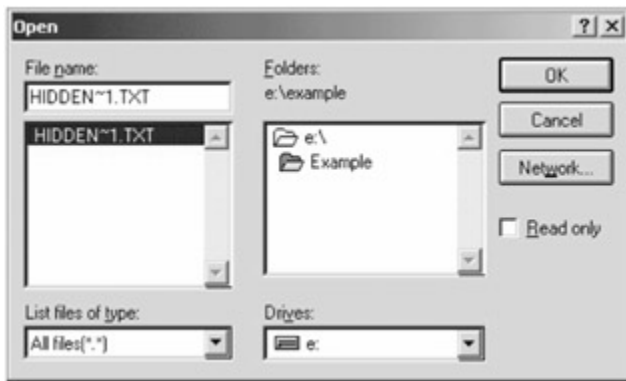 Open
File name:
HIDDEN~1.TXT
HIDDEN~1.TXT
List files of type:
All files(*.*)
Folders:
e:\example
e:\
Example
Drives:
e:
OK
Cancel
Network...
Read only